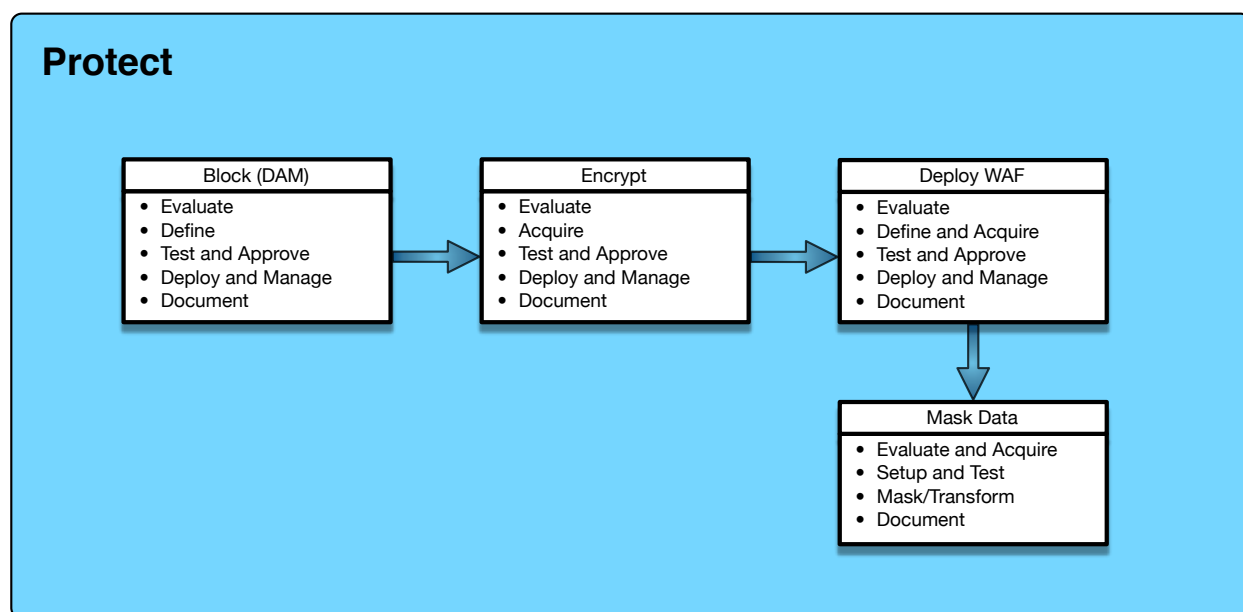 Protect
Block (DAM)
• Evaluate
• Define
• Test and Approve
• Deploy and Manage
• Document
Encrypt
• Evaluate
• Acquire
• Test and Approve
• Deploy and Manage
• Document
Deploy WAF
• Evaluate
• Define and Acquire
• Test and Approve
• Deploy and Manage
• Document
Mask Data
• Evaluate and Acquire
• Setup and Test
• Mask/Transform
• Document